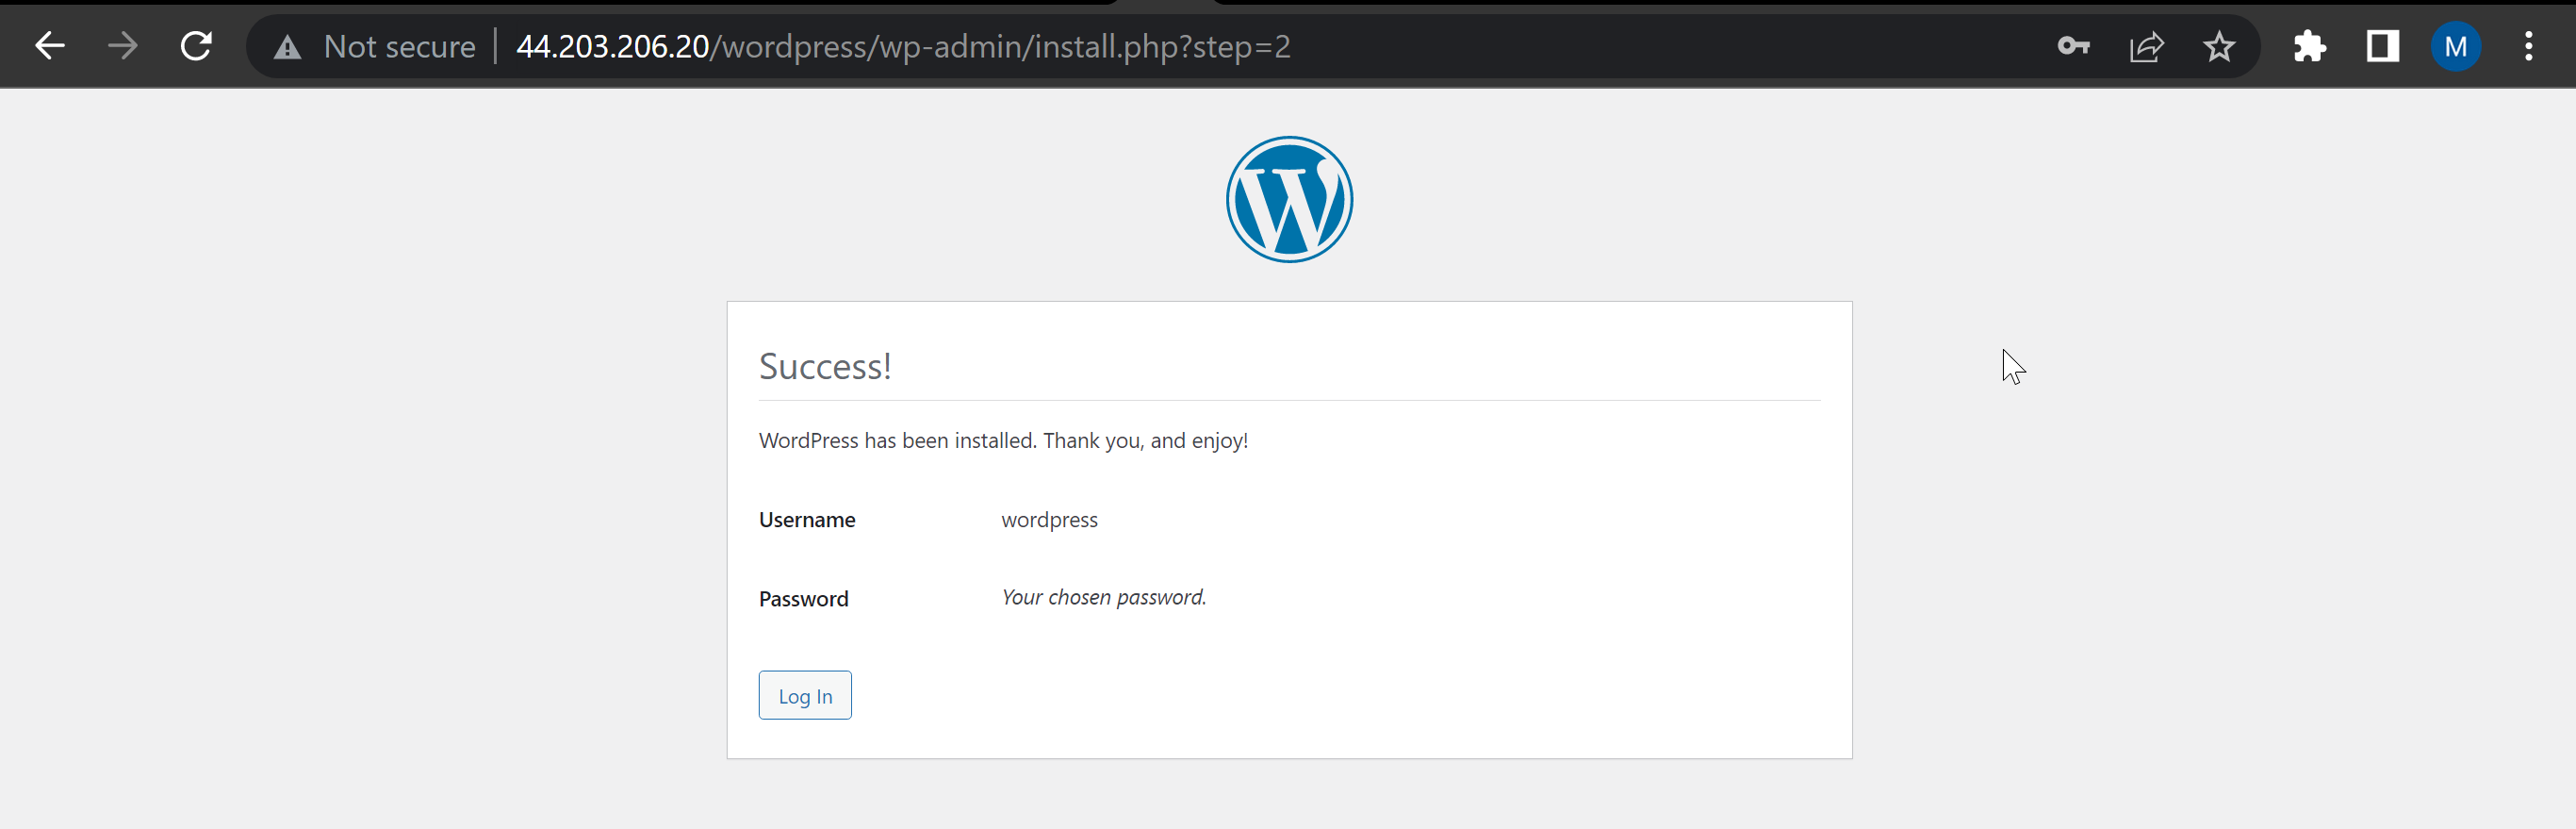 Not secure 44.203.206.20/wordpress/wp-admin/install.php?step=2
M
W
Success!
WordPress has been installed. Thank you, and enjoy!
Username wordpress
Password Your chosen password.
Log In